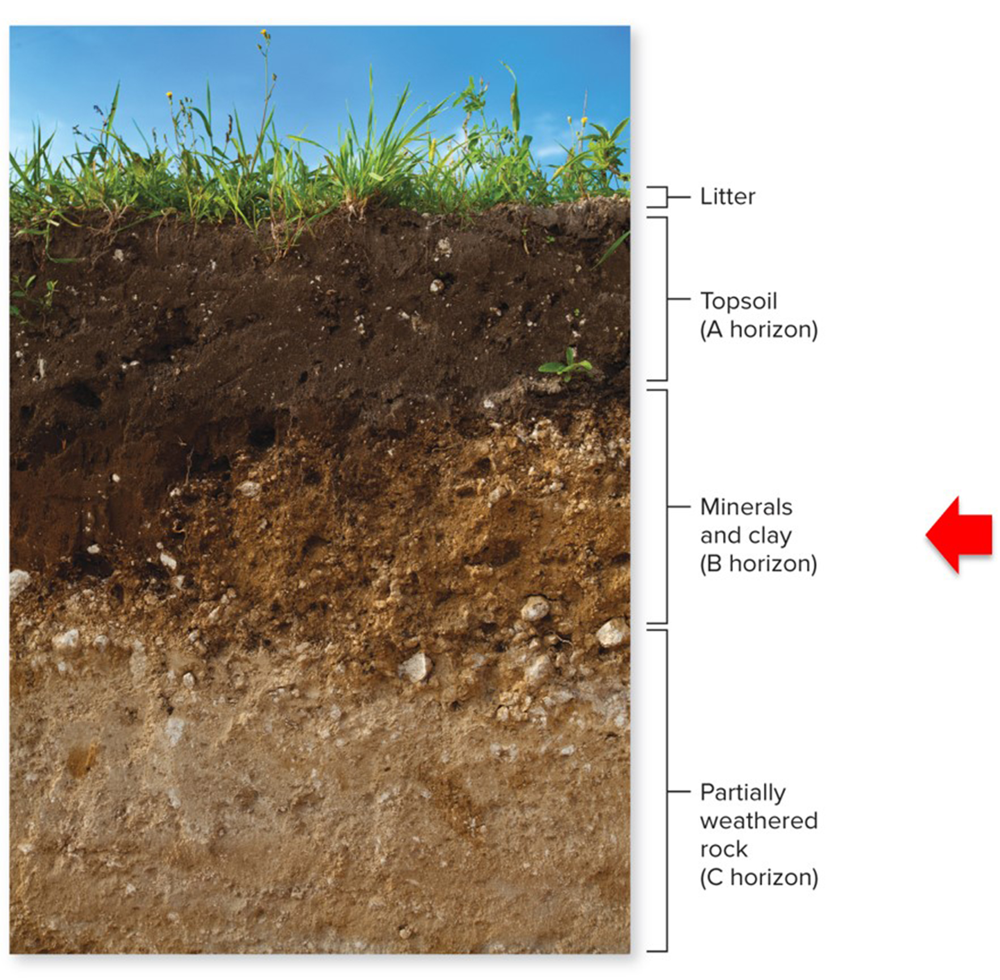 Litter
Topsoil
(A horizon)
Minerals
and clay
(B horizon)
Partially
weathered
rock
(C horizon)